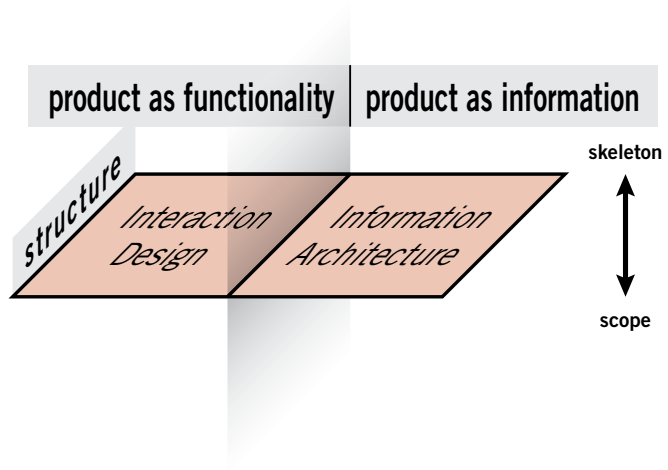 product as functionality
product as information
skeleton
structure
Interaction
Design
Information
Architecture
scope